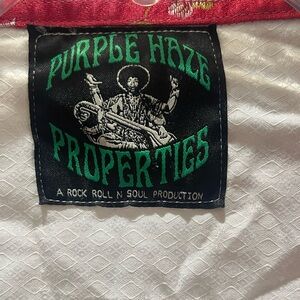 PURPLE HAZE
PROPERTIES
A ROCK ROLL N SOUL PRODUCTION